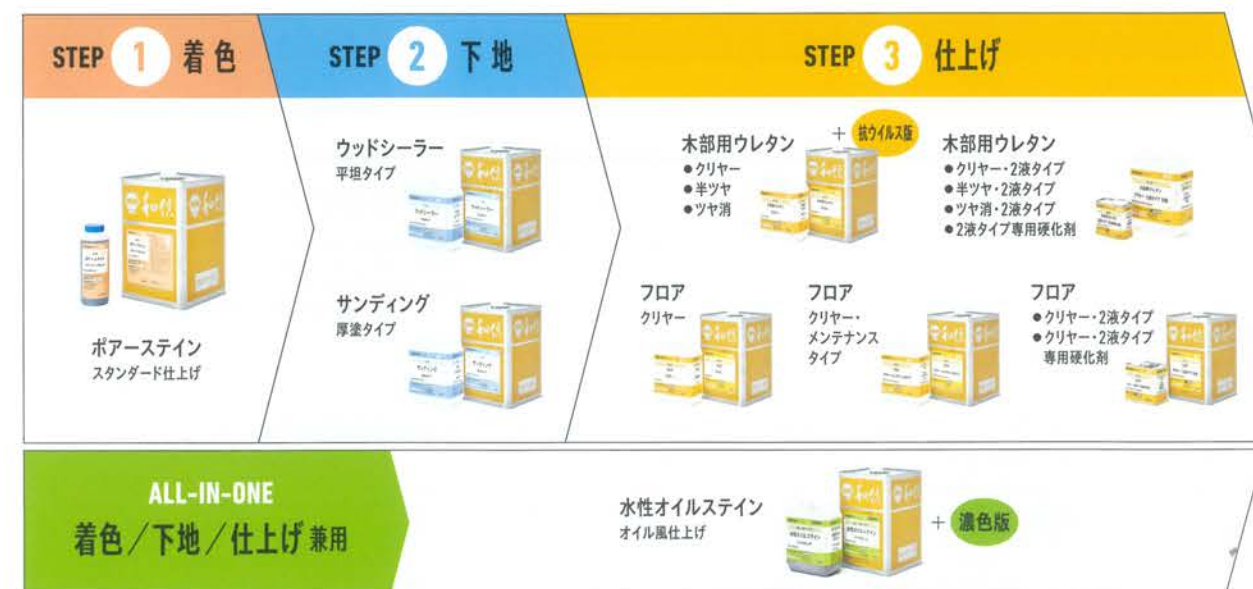 STEP 1 着色
STEP 2 下地
STEP 3 仕上げ
ポアーステイン
スタンダード仕上げ
ウッドシーラー
平坦タイプ
サンディング
厚塗タイプ
木部用ウレタン
●クリヤー
●半ツヤ
●ツヤ消
+ 抗ウイルス版
木部用ウレタン
●クリヤー・2液タイプ
●半ツヤ・2液タイプ
●ツヤ消・2液タイプ
●2液タイプ専用硬化剤
フロア
クリヤー
フロア
クリヤー・
メンテナンス
タイプ
フロア
●クリヤー・2液タイプ
●クリヤー・2液タイプ
専用硬化剤
ALL-IN-ONE
着色/下地/仕上げ 兼用
水性オイルステイン
オイル風仕上げ
+ 濃色版